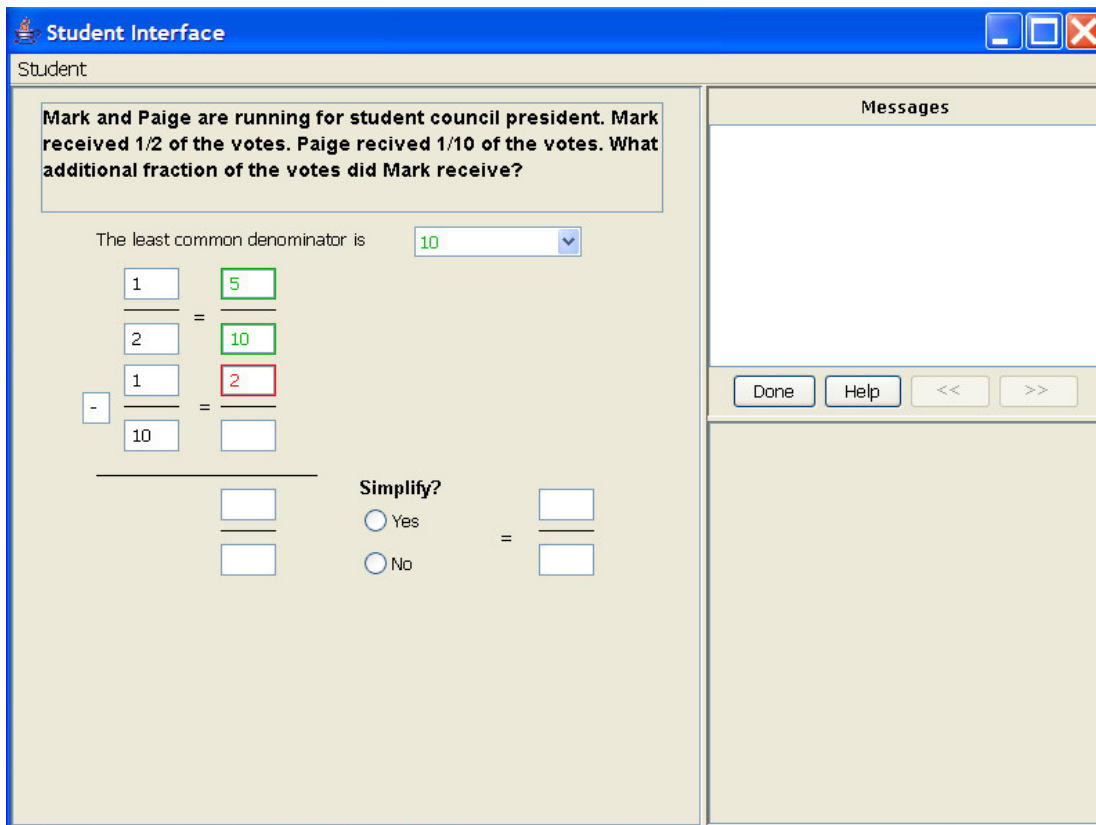 Student Interface
Student
Mark and Paige are running for student council president. Mark
received 1/2 of the votes. Paige recived 1/10 of the votes. What
additional fraction of the votes did Mark receive?
The least common denominator is 10
1 5
=
2 10
1 2
- =
10
Simplify?
Yes
=
No
Messages
Done Help << >>